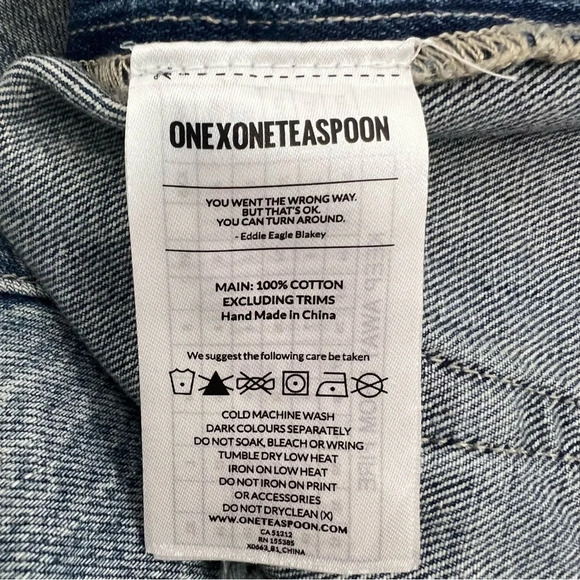 ONEXONETEASPOON
YOU WENT THE WRONG WAY.
BUT THAT'S OK.
YOU CAN TURN AROUND.
- Eddie Eagle Blakey
MAIN: 100% COTTON
EXCLUDING TRIMS
Hand Made in China
We suggest the following care be taken
COLD MACHINE WASH
DARK COLOURS SEPARATELY
DO NOT SOAK, BLEACH OR WRING
TUMBLE DRY LOW HEAT
IRON ON LOW HEAT
DO NOT IRON ON PRINT
OR ACCESSORIES
DO NOT DRYCLEAN (X)
WWW.ONETEASPOON.COM
CA 51212
RN 155385